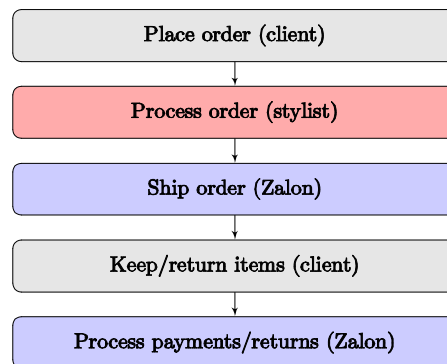 Place order (client)
Process order (stylist)
Ship order (Zalon)
Keep/return items (client)
Process payments/returns (Zalon)